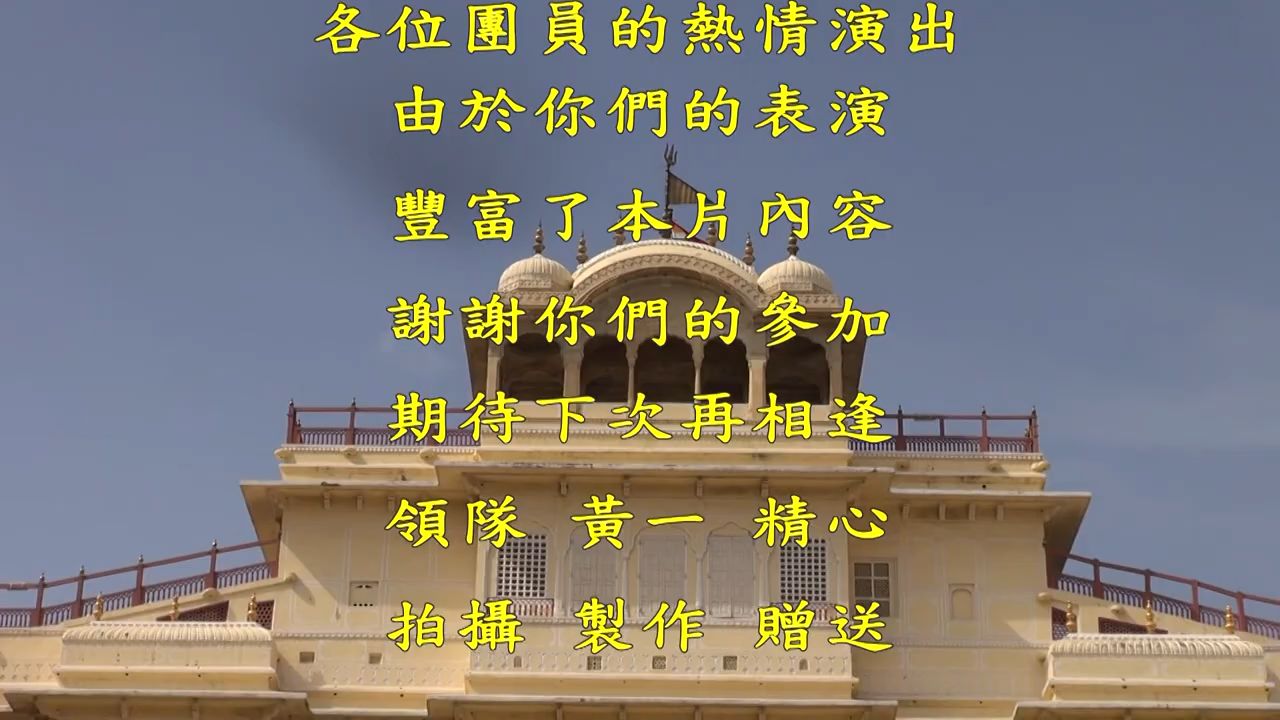 各位團員的熱情演出
由於你們的表演
豐富了本片內容
謝謝你們的參加
期待下次再相逢
領隊 黃一 精心
拍攝 製作 贈送